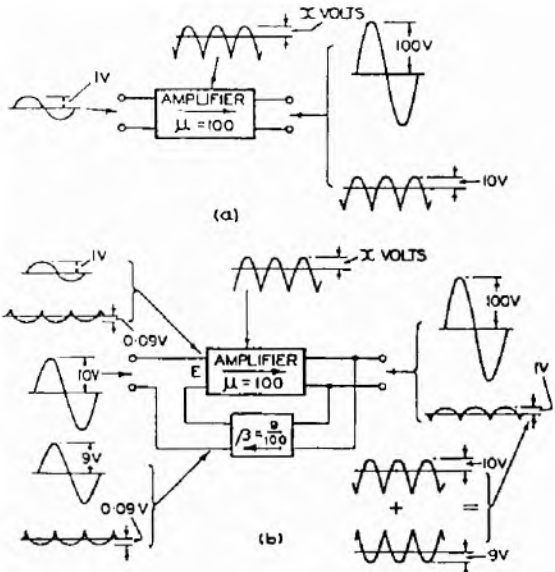 X VOLTS
1V
100V
AMPLIFIER
μ = 100
10V
(a)
1V
X VOLTS
0·09V
100V
10V
E
AMPLIFIER
μ = 100
1V
β = 9/100
9V
10V
0·09V
+
=
(b)
9V